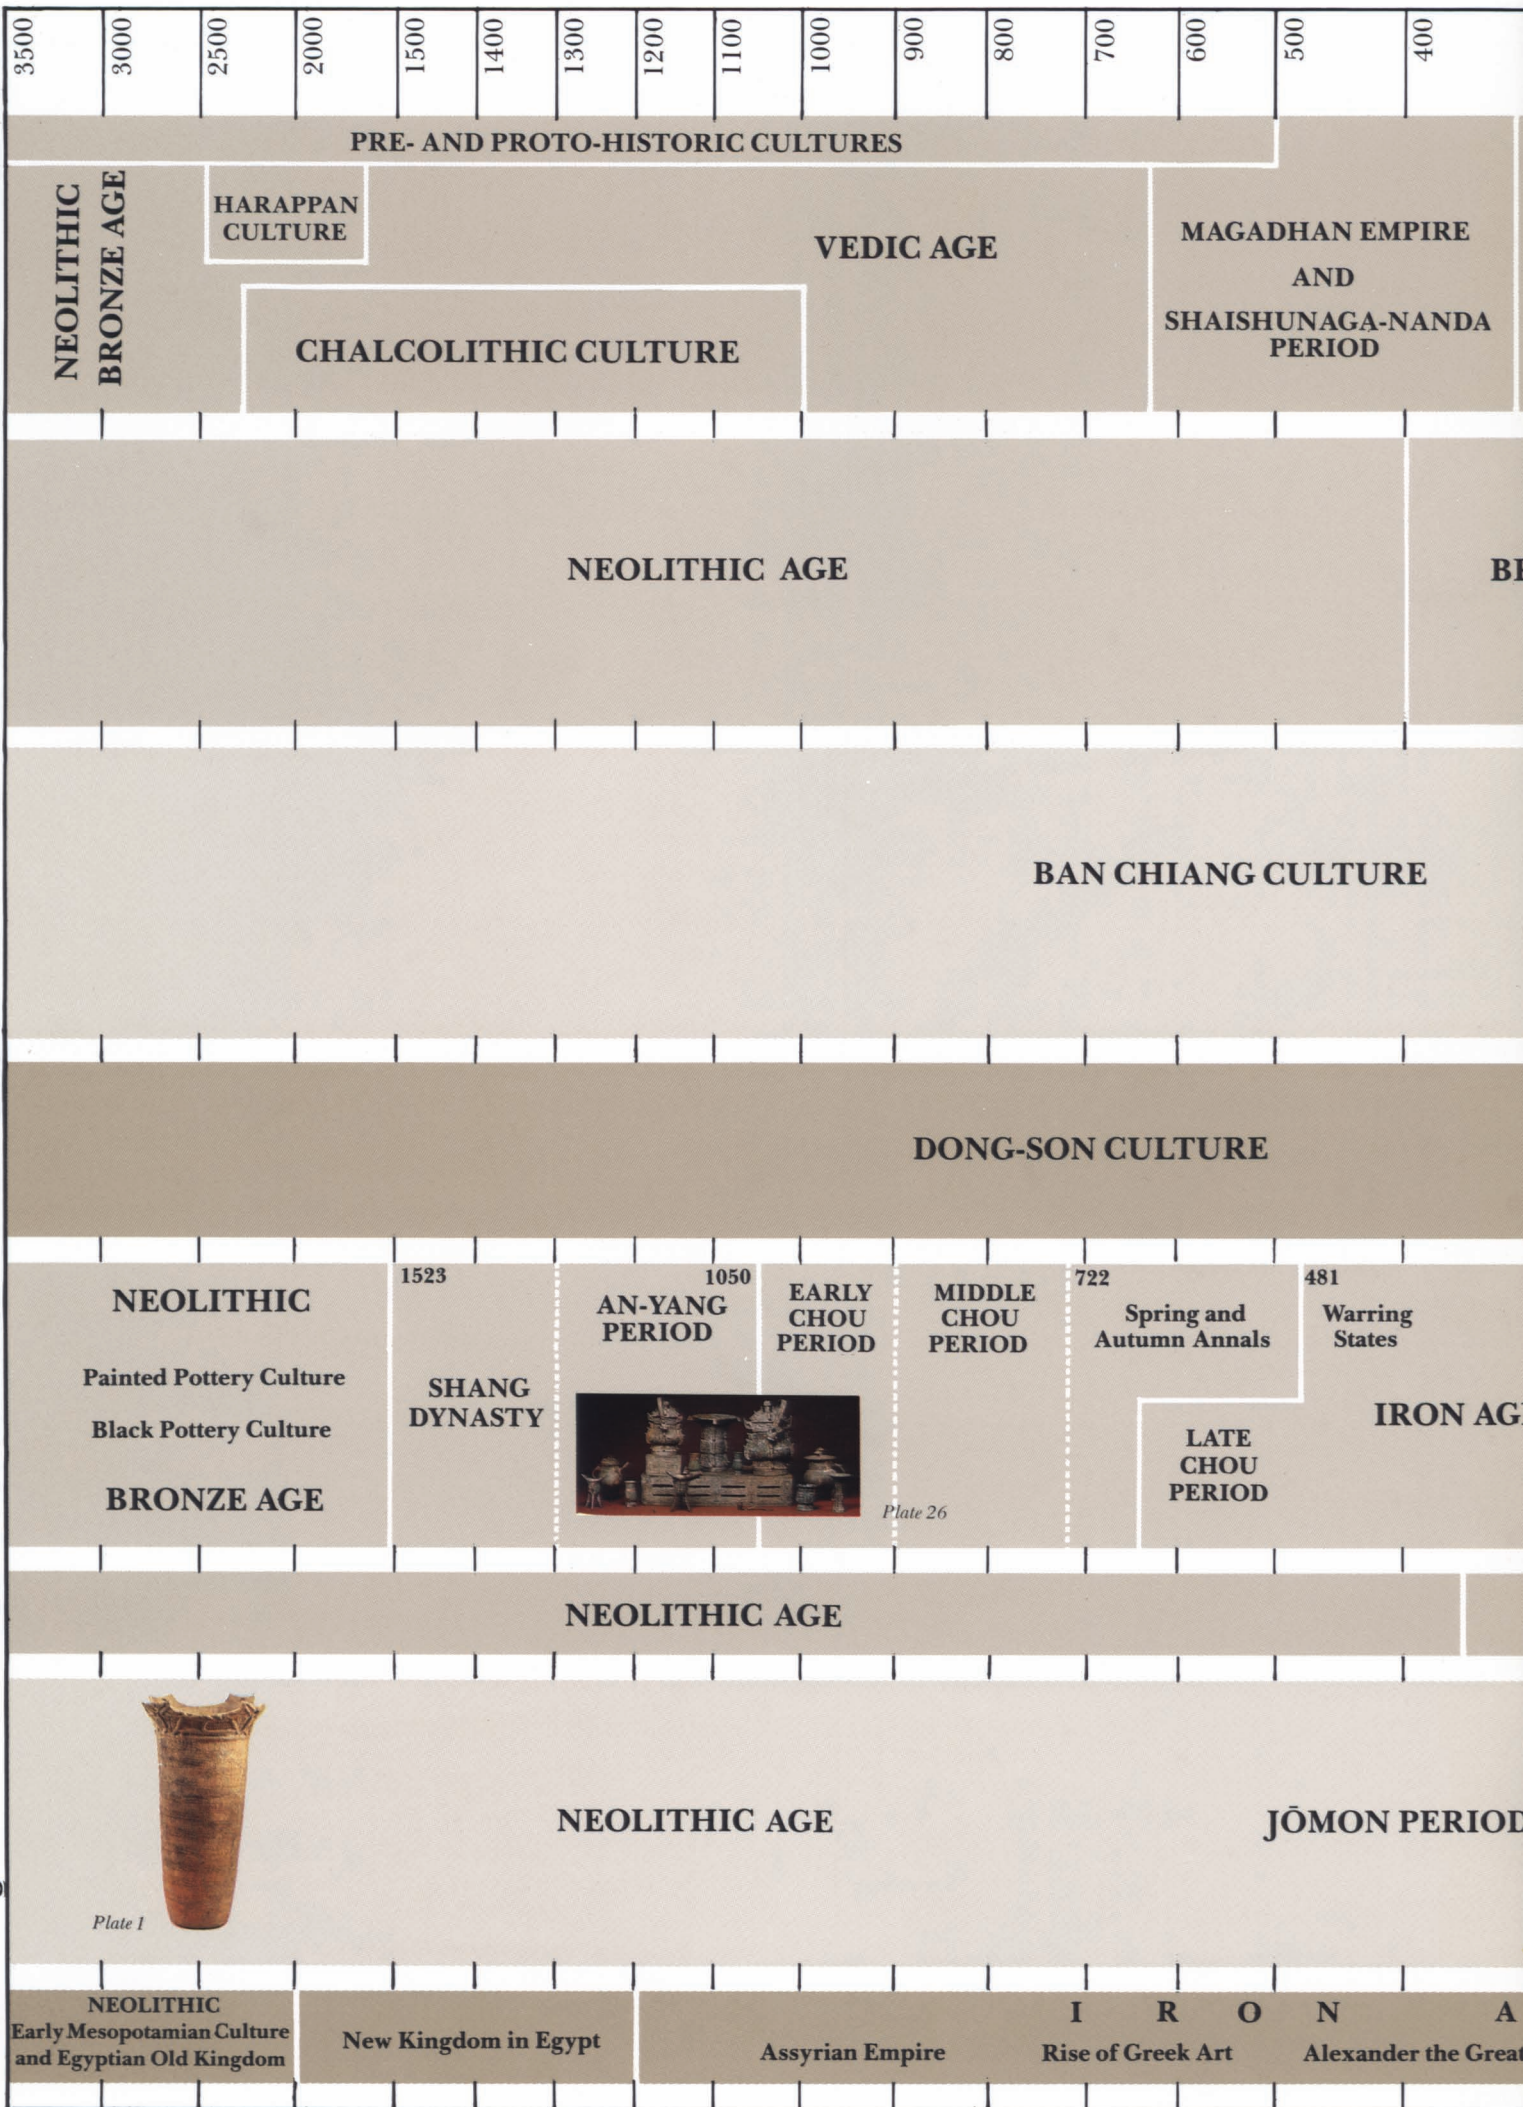 3500
3000
2500
2000
1500
1400
1300
1200
1100
1000
900
800
700
600
500
400
PRE- AND PROTO-HISTORIC CULTURES
NEOLITHIC
BRONZE AGE
HARAPPAN
CULTURE
CHALCOLITHIC CULTURE
VEDIC AGE
MAGADHAN EMPIRE
AND
SHAISHUNAGA-NANDA
PERIOD
NEOLITHIC AGE
BAN CHIANG CULTURE
DONG-SON CULTURE
NEOLITHIC
Painted Pottery Culture
Black Pottery Culture
BRONZE AGE
1523
SHANG
DYNASTY
1050
AN-YANG
PERIOD
EARLY
CHOU
PERIOD
Plate 26
MIDDLE
CHOU
PERIOD
722
Spring and
Autumn Annals
LATE
CHOU
PERIOD
481
Warring
States
IRON AG
NEOLITHIC AGE
Plate 1
NEOLITHIC AGE
JŌMON PERIOD
NEOLITHIC
Early Mesopotamian Culture
and Egyptian Old Kingdom
New Kingdom in Egypt
I R O N A
Assyrian Empire
Rise of Greek Art
Alexander the Great